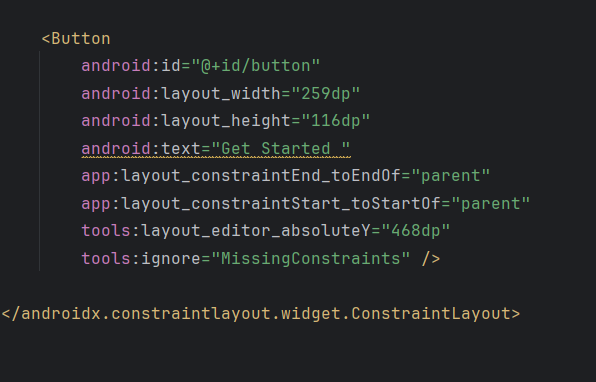 <Button
android:id="@+id/button"
android:layout_width="259dp"
android:layout_height="116dp"
android:text="Get Started "
app:layout_constraintEnd_toEndOf="parent"
app:layout_constraintStart_toStartOf="parent"
tools:layout_editor_absoluteY="468dp"
tools:ignore="MissingConstraints" />
</androidx.constraintlayout.widget.ConstraintLayout>